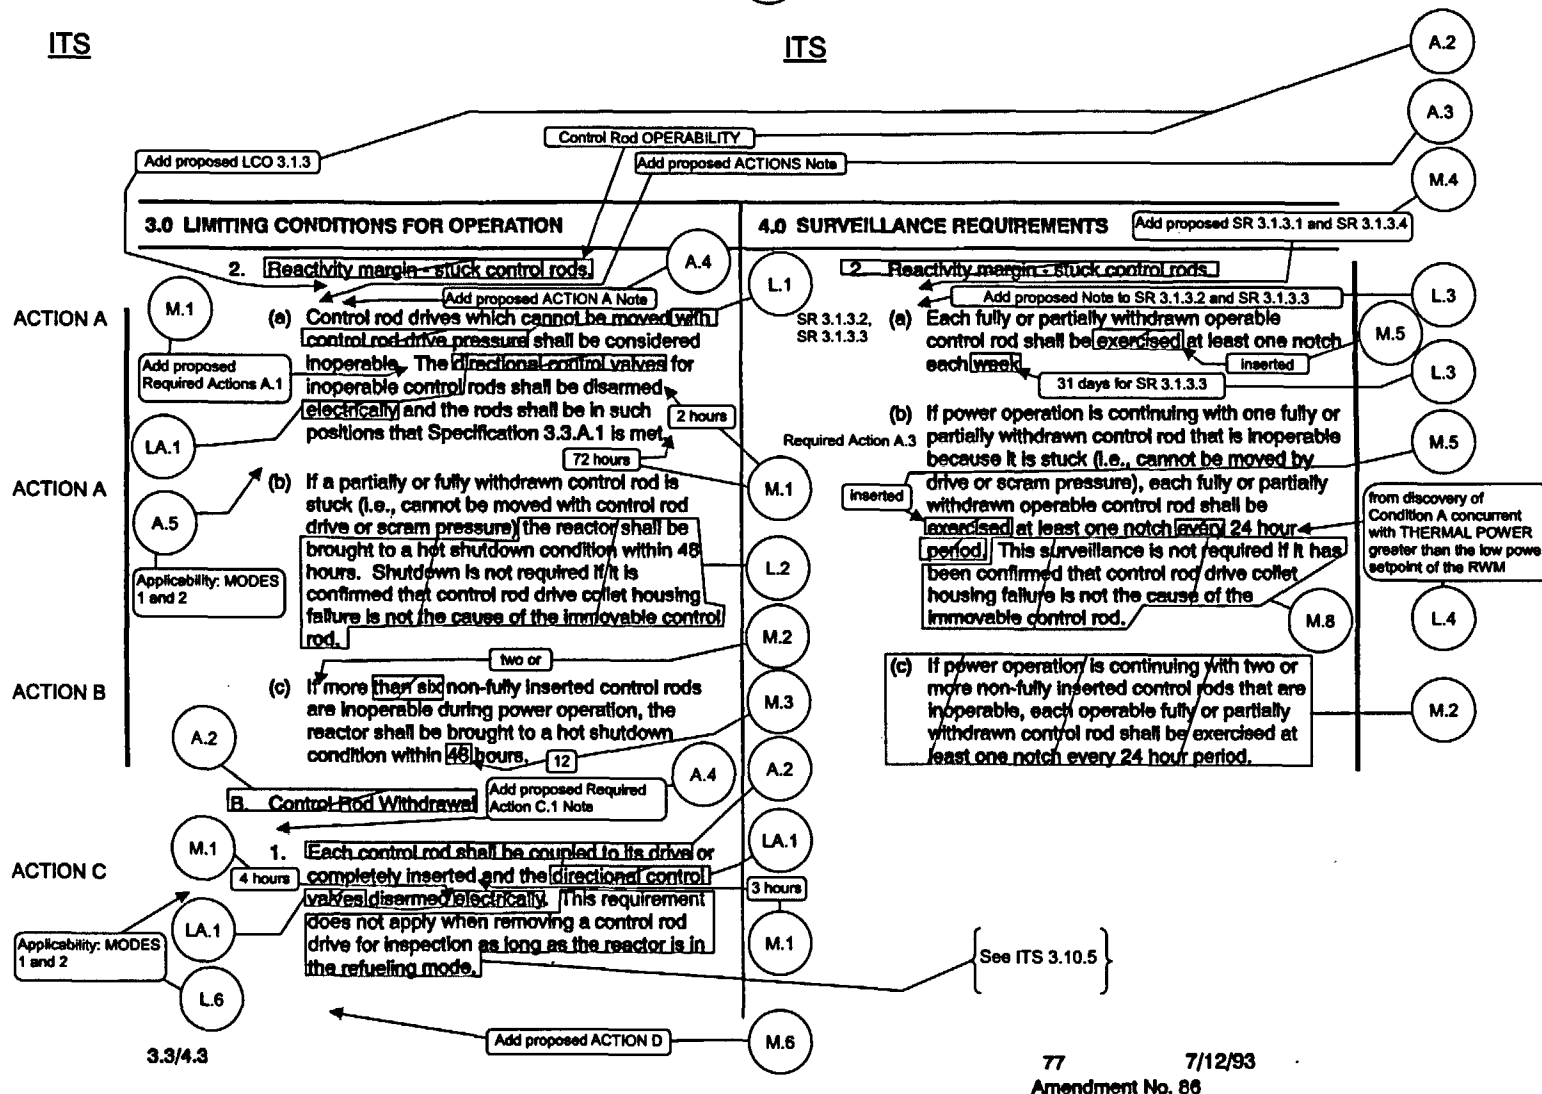 ITS
ITS
A.2
A.3
Control Rod OPERABILITY
Add proposed LCO 3.1.3
Add proposed ACTIONS Note
M.4
3.0 LIMITING CONDITIONS FOR OPERATION
4.0 SURVEILLANCE REQUIREMENTS
Add proposed SR 3.1.3.1 and SR 3.1.3.4
2. Reactivity margin - stuck control rods.
A.4
L.1
M.1
Add proposed ACTION A Note
ACTION A
(a) Control rod drives which cannot be moved with
control rod drive pressure shall be considered
inoperable. The directional control valves for
inoperable control rods shall be disarmed
electrically and the rods shall be in such
positions that Specification 3.3.A.1 is met.
Add proposed
Required Actions A.1
2 hours
LA.1
72 hours
M.1
ACTION A
(b) If a partially or fully withdrawn control rod is
stuck (i.e., cannot be moved with control rod
drive or scram pressure) the reactor shall be
brought to a hot shutdown condition within 48
hours. Shutdown is not required if it is
confirmed that control rod drive collet housing
failure is not the cause of the immovable control
rod.
A.5
Applicability: MODES
1 and 2
L.2
M.2
two or
ACTION B
(c) If more than six non-fully inserted control rods
are inoperable during power operation, the
reactor shall be brought to a hot shutdown
condition within 48 hours.
M.3
12
A.2
A.4
A.2
B. Control Rod Withdrawal
Add proposed Required
Action C.1 Note
M.1
LA.1
ACTION C
1. Each control rod shall be coupled to its drive or
completely inserted and the directional control
valves disarmed electrically. This requirement
does not apply when removing a control rod
drive for inspection as long as the reactor is in
the refueling mode.
4 hours
3 hours
LA.1
M.1
Applicability: MODES
1 and 2
L.6
See ITS 3.10.5
Add proposed ACTION D
M.6
2. Reactivity margin - stuck control rods.
Add proposed Note to SR 3.1.3.2 and SR 3.1.3.3
L.3
SR 3.1.3.2,
SR 3.1.3.3
(a) Each fully or partially withdrawn operable
control rod shall be exercised at least one notch
each week
M.5
inserted
31 days for SR 3.1.3.3
L.3
Required Action A.3
(b) If power operation is continuing with one fully or
partially withdrawn control rod that is inoperable
because it is stuck (i.e., cannot be moved by
drive or scram pressure), each fully or partially
withdrawn operable control rod shall be
exercised at least one notch every 24 hour
period. This surveillance is not required if it has
been confirmed that control rod drive collet
housing failure is not the cause of the
immovable control rod.
M.5
inserted
from discovery of
Condition A concurrent
with THERMAL POWER
greater than the low powe
setpoint of the RWM
M.8
L.4
(c) If power operation is continuing with two or
more non-fully inserted control rods that are
inoperable, each operable fully or partially
withdrawn control rod shall be exercised at
least one notch every 24 hour period.
M.2
3.3/4.3
77 7/12/93
Amendment No. 86